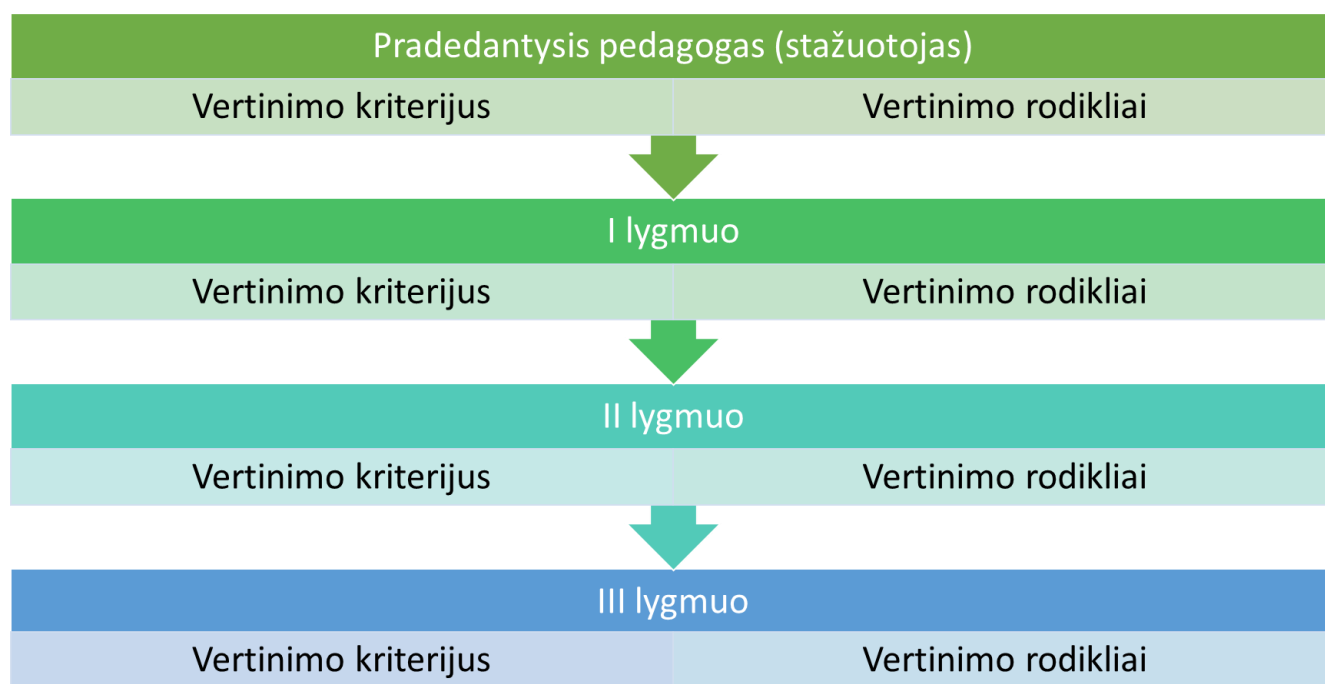 Pradedantysis pedagogas (stažuotojas)
Vertinimo kriterijus Vertinimo rodikliai
I lygmuo
Vertinimo kriterijus Vertinimo rodikliai
II lygmuo
Vertinimo kriterijus Vertinimo rodikliai
III lygmuo
Vertinimo kriterijus Vertinimo rodikliai